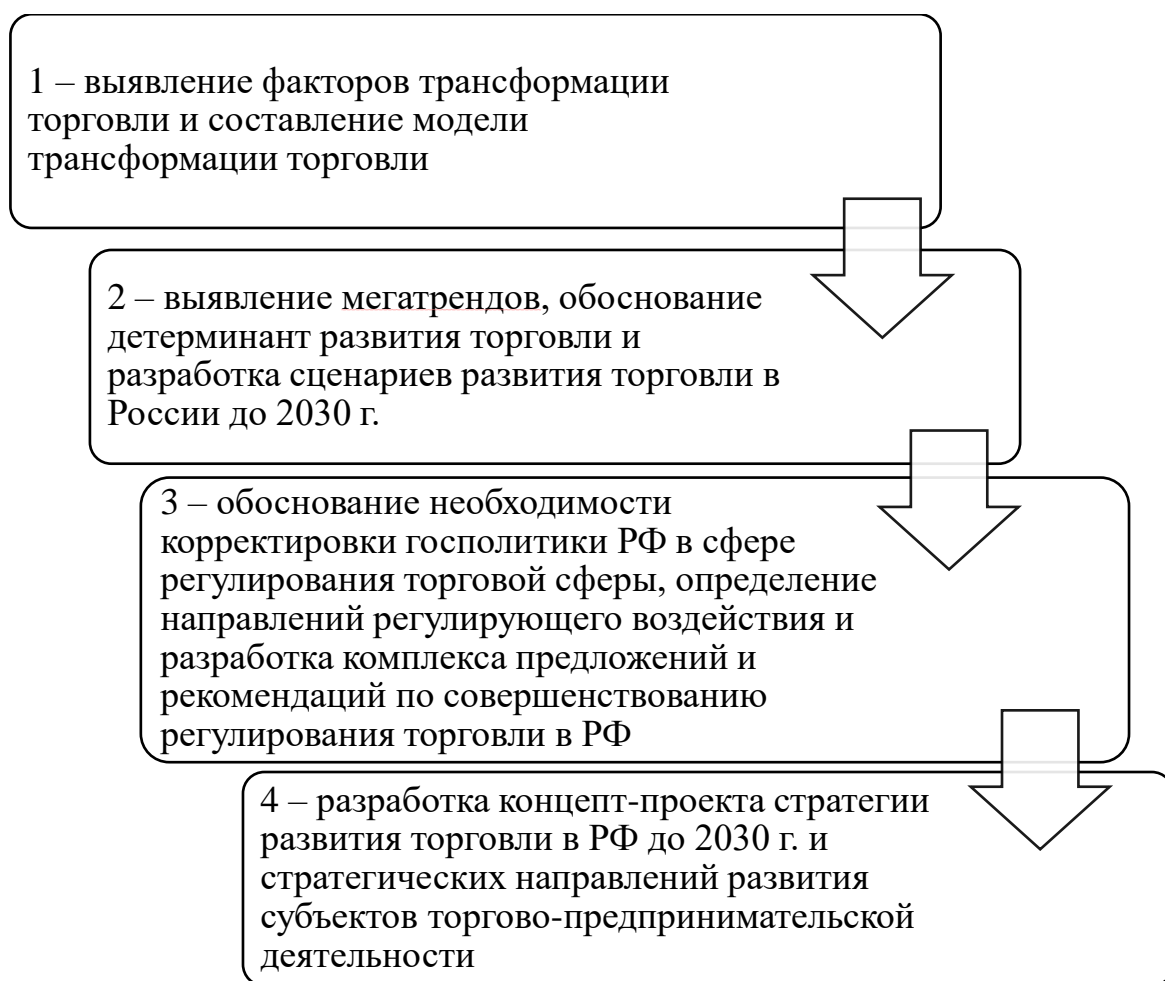 1 – выявление факторов трансформации
торговли и составление модели
трансформации торговли
2 – выявление мегатрендов, обоснование
детерминант развития торговли и
разработка сценариев развития торговли в
России до 2030 г.
3 – обоснование необходимости
корректировки госполитики РФ в сфере
регулирования торговой сферы, определение
направлений регулирующего воздействия и
разработка комплекса предложений и
рекомендаций по совершенствованию
регулирования торговли в РФ
4 – разработка концепт-проекта стратегии
развития торговли в РФ до 2030 г. и
стратегических направлений развития
субъектов торгово-предпринимательской
деятельности